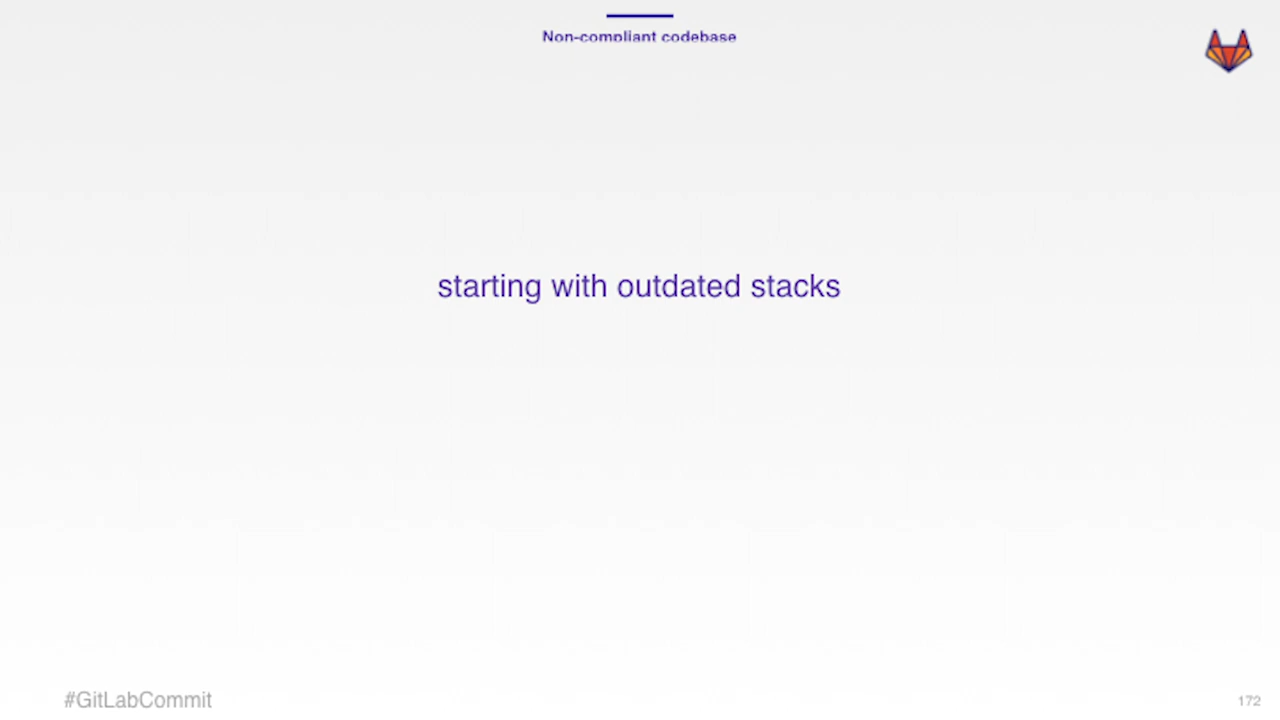 Non-compliant codebase
starting with outdated stacks
#GitLabCommit
172